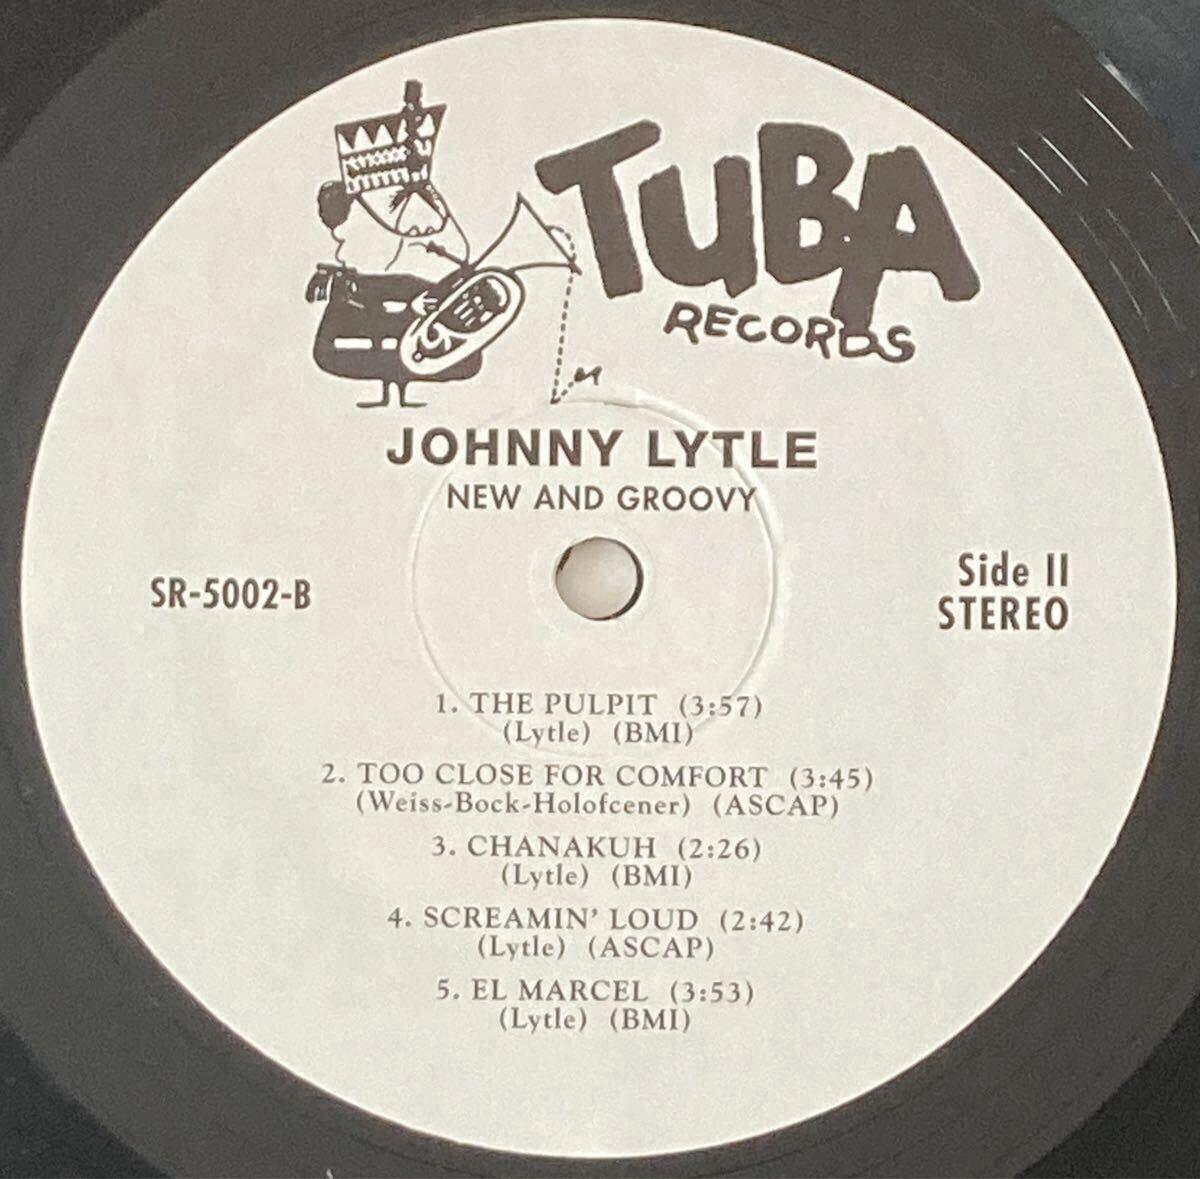 TUBA
RECORDS
JOHNNY LYTLE
NEW AND GROOVY
SR-5002-B
Side II
STEREO
1. THE PULPIT (3:57)
(Lytle) (BMI)
2. TOO CLOSE FOR COMFORT (3:45)
(Weiss-Bock-Holofcener) (ASCAP)
3. CHANAKUH (2:26)
(Lytle) (BMI)
4. SCREAMIN' LOUD (2:42)
(Lytle) (ASCAP)
5. EL MARCEL (3:53)
(Lytle) (BMI)